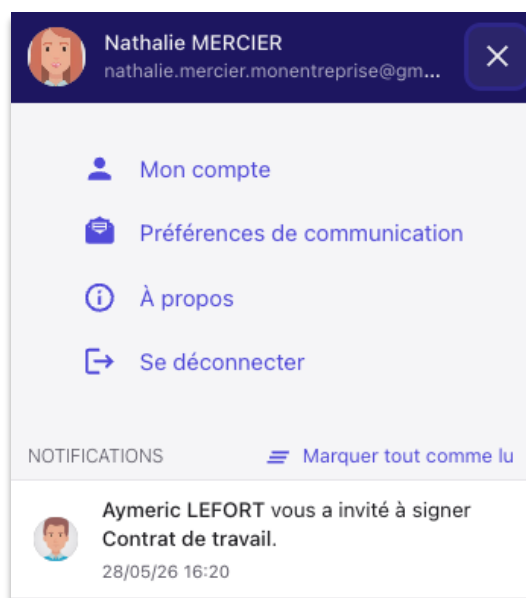 Nathalie MERCIER
nathalie.mercier.monentreprise@gm...
Mon compte
Préférences de communication
À propos
Se déconnecter
NOTIFICATIONS
Marquer tout comme lu
Aymeric LEFORT vous a invité à signer
Contrat de travail.
28/05/26 16:20